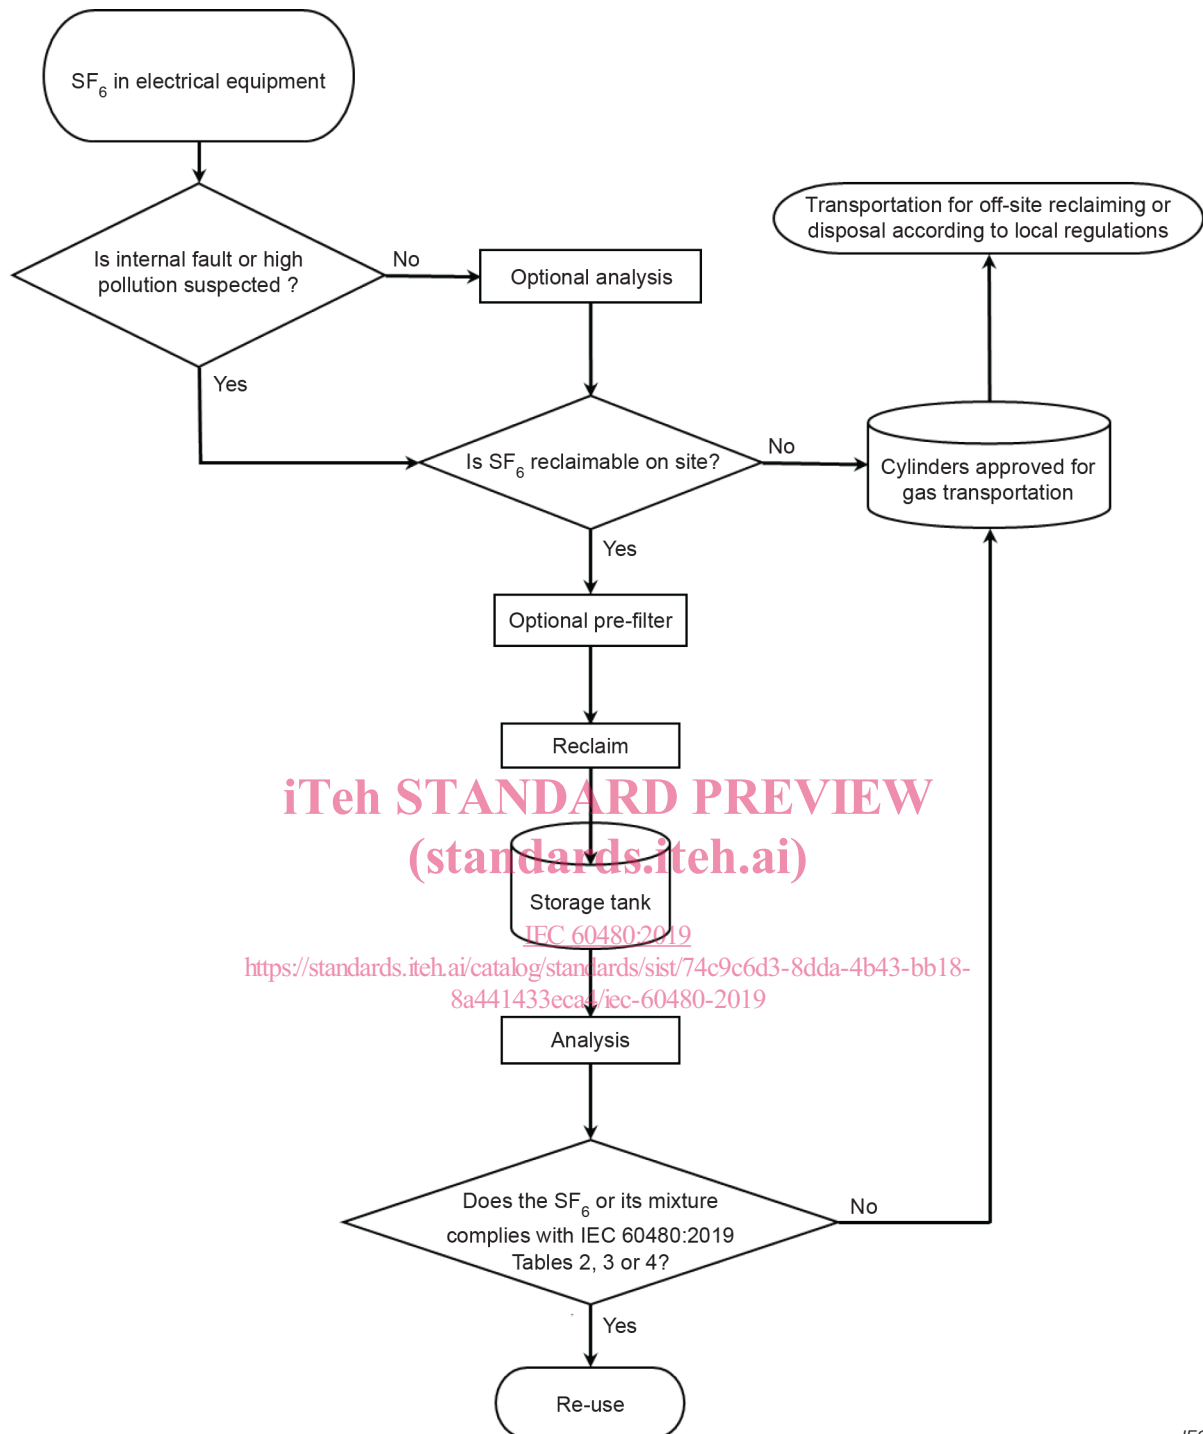 SF6 in electrical equipment
Transportation for off-site reclaiming or
disposal according to local regulations
Is internal fault or high
pollution suspected ?
No
Optional analysis
Yes
Is SF6 reclaimable on site?
No
Cylinders approved for
gas transportation
Yes
Optional pre-filter
Reclaim
iTeh STANDARD PREVIEW
(standards.iteh.ai)
Storage tank
IEC 60480:2019
https://standards.iteh.ai/catalog/standards/sist/74c9c6d3-8dda-4b43-bb18-
8a441433eca4/iec-60480-2019
Analysis
Does the SF6 or its mixture
complies with IEC 60480:2019
Tables 2, 3 or 4?
No
Yes
Re-use